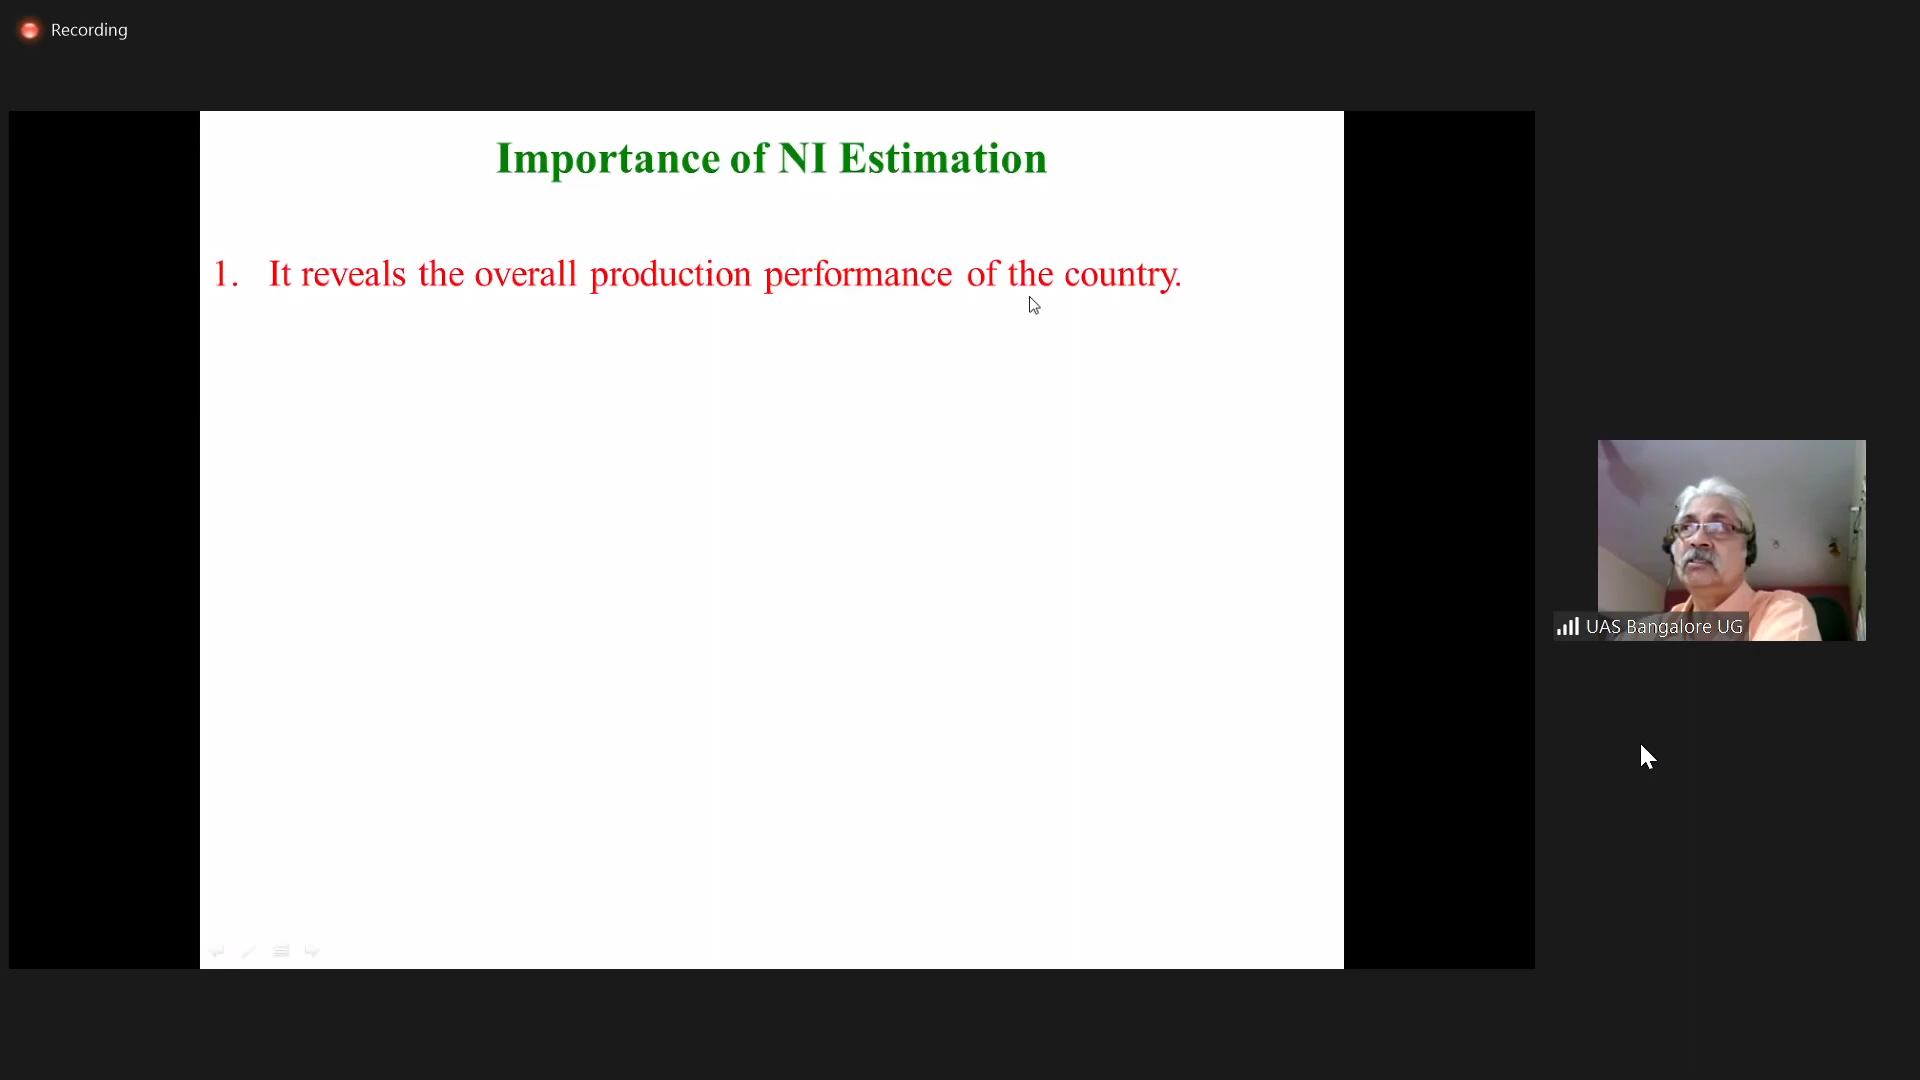 Recording
Importance of NI Estimation
1. It reveals the overall production performance of the country.
UAS Bangalore UG